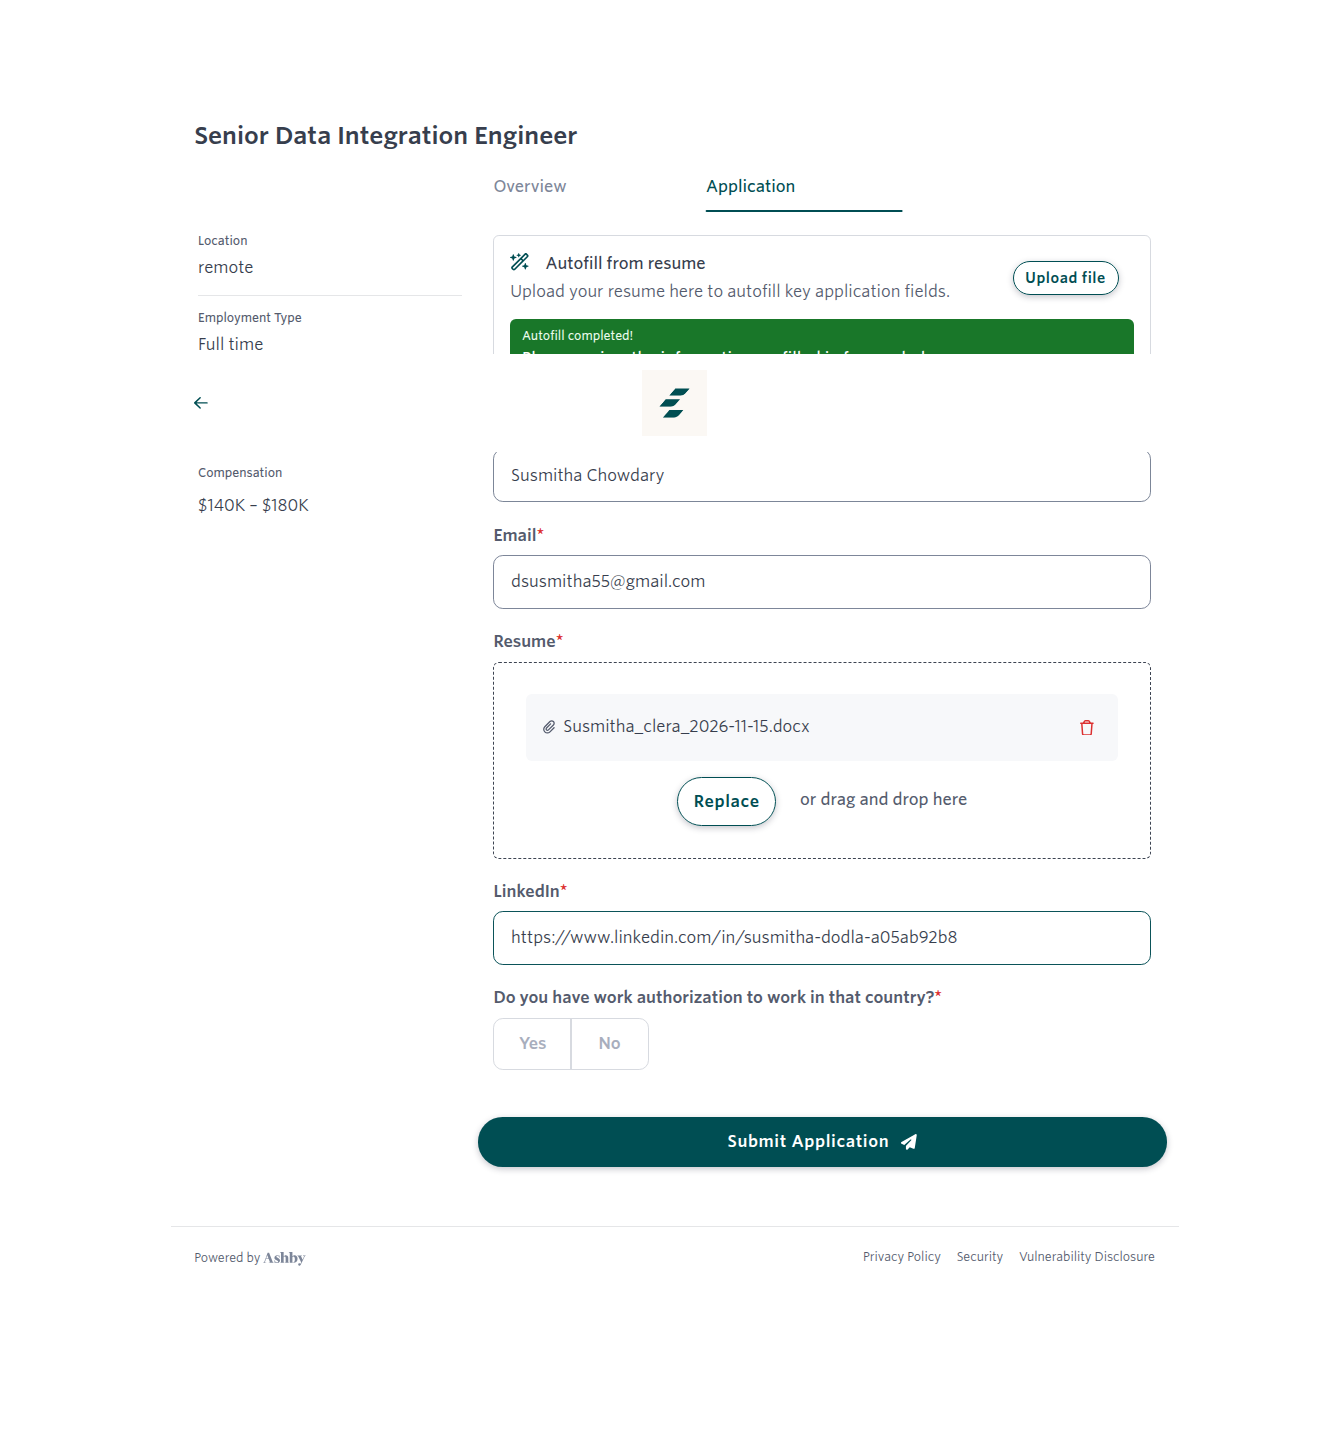 Senior Data Integration Engineer
Overview
Application
Location
remote
Employment Type
Full time
Compensation
$140K – $180K
Autofill from resume
Upload your resume here to autofill key application fields.
Upload file
Autofill completed!
Susmitha Chowdary
Email*
dsusmitha55@gmail.com
Resume*
Susmitha_clera_2026-11-15.docx
Replace
or drag and drop here
LinkedIn*
https://www.linkedin.com/in/susmitha-dodla-a05ab92b8
Do you have work authorization to work in that country?*
Yes
No
Submit Application
Powered by Ashby
Privacy Policy
Security
Vulnerability Disclosure